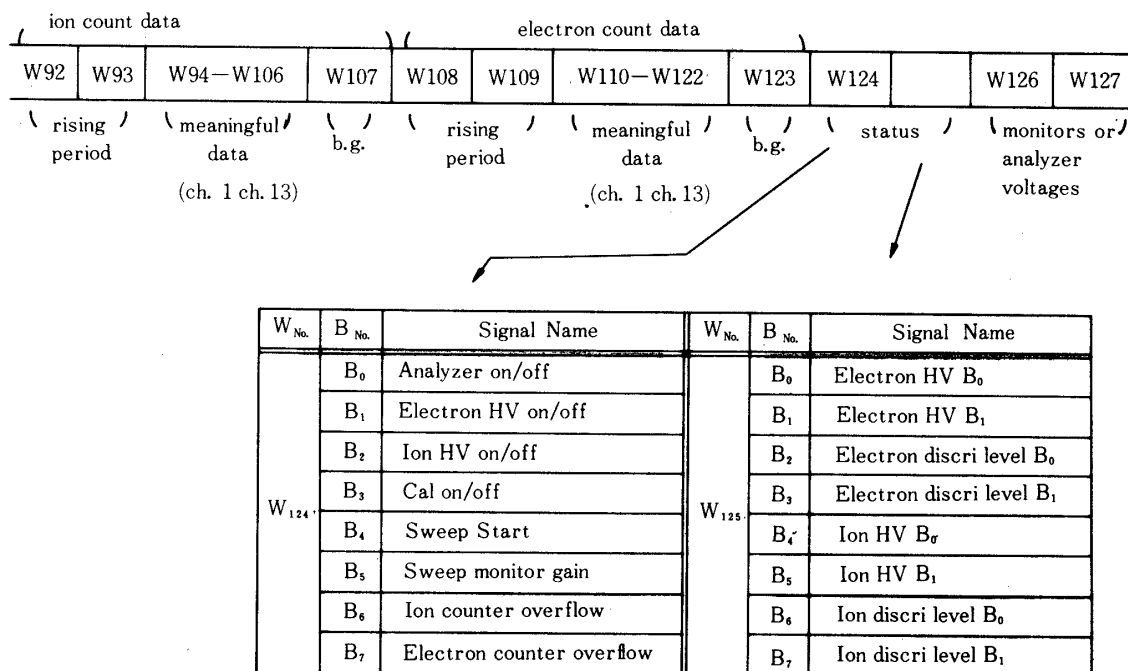 ion count data
electron count data
W92 W93 W94－W106 W107 W108 W109 W110－W122 W123 W124 W126 W127
rising period
meaningful data
(ch. 1 ch. 13)
b.g.
rising period
meaningful data
(ch. 1 ch. 13)
b.g.
status
monitors or analyzer voltages
W No. B No. Signal Name W No. B No. Signal Name
W124 W125
B0 Analyzer on/off B0 Electron HV B0
B1 Electron HV on/off B1 Electron HV B1
B2 Ion HV on/off B2 Electron discri level B0
B3 Cal on/off B3 Electron discri level B1
B4 Sweep Start B4 Ion HV B0
B5 Sweep monitor gain B5 Ion HV B1
B6 Ion counter overflow B6 Ion discri level B0
B7 Electron counter overflow B7 Ion discri level B1